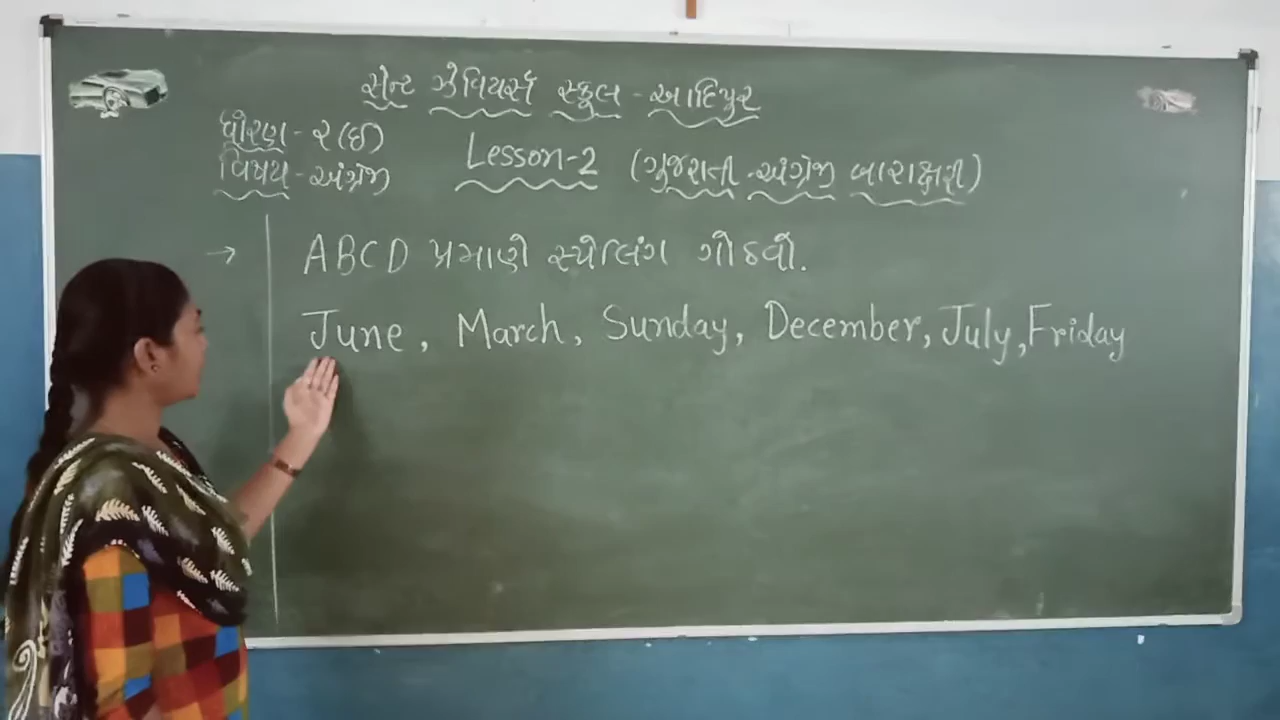 સેન્ટ ઝેવિયર્સ સ્કુલ - આદિપુર
ધોરણ - ૨ (ઈ)
વિષય - અંગ્રેજી
Lesson-2 (ગુજરાતી - અંગ્રેજી બારાક્ષરી)
→ ABCD પ્રમાણે સ્પેલિંગ ગોઠવો.
June, March, Sunday, December, July, Friday